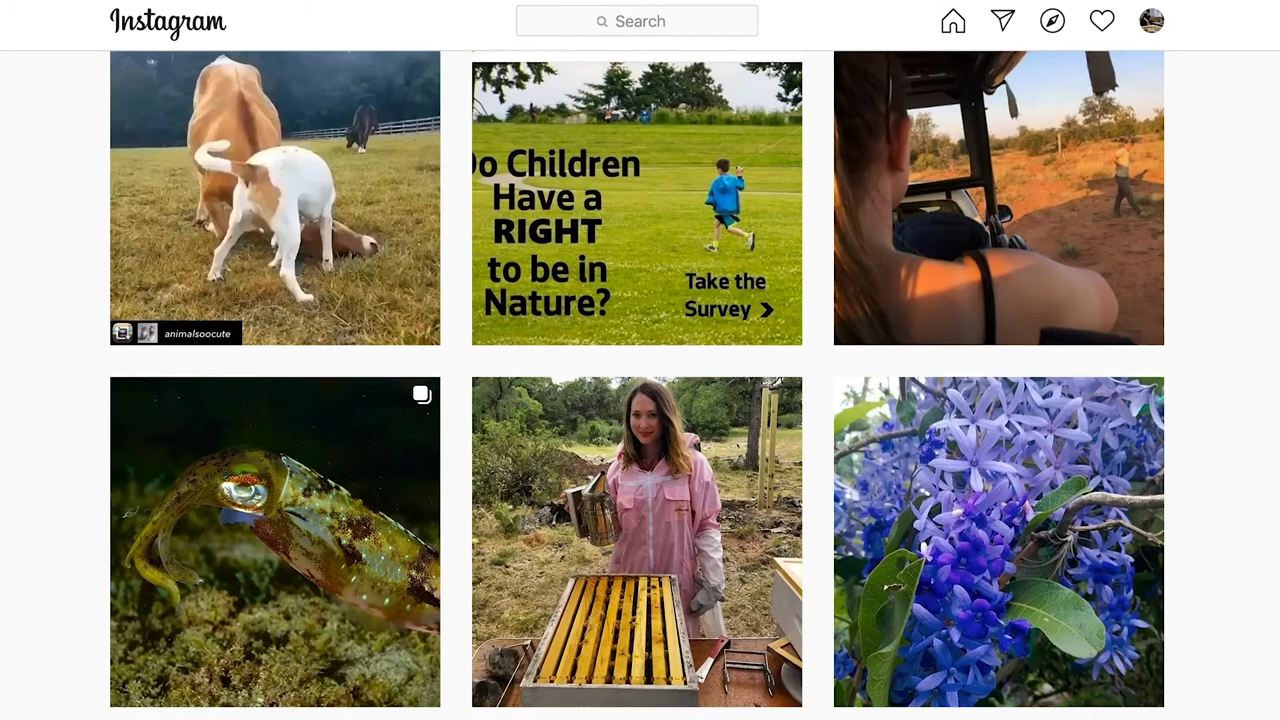 Instagram
Search
o Children
Have a
RIGHT
to be in
Nature?
Take the
Survey
animalsoocute